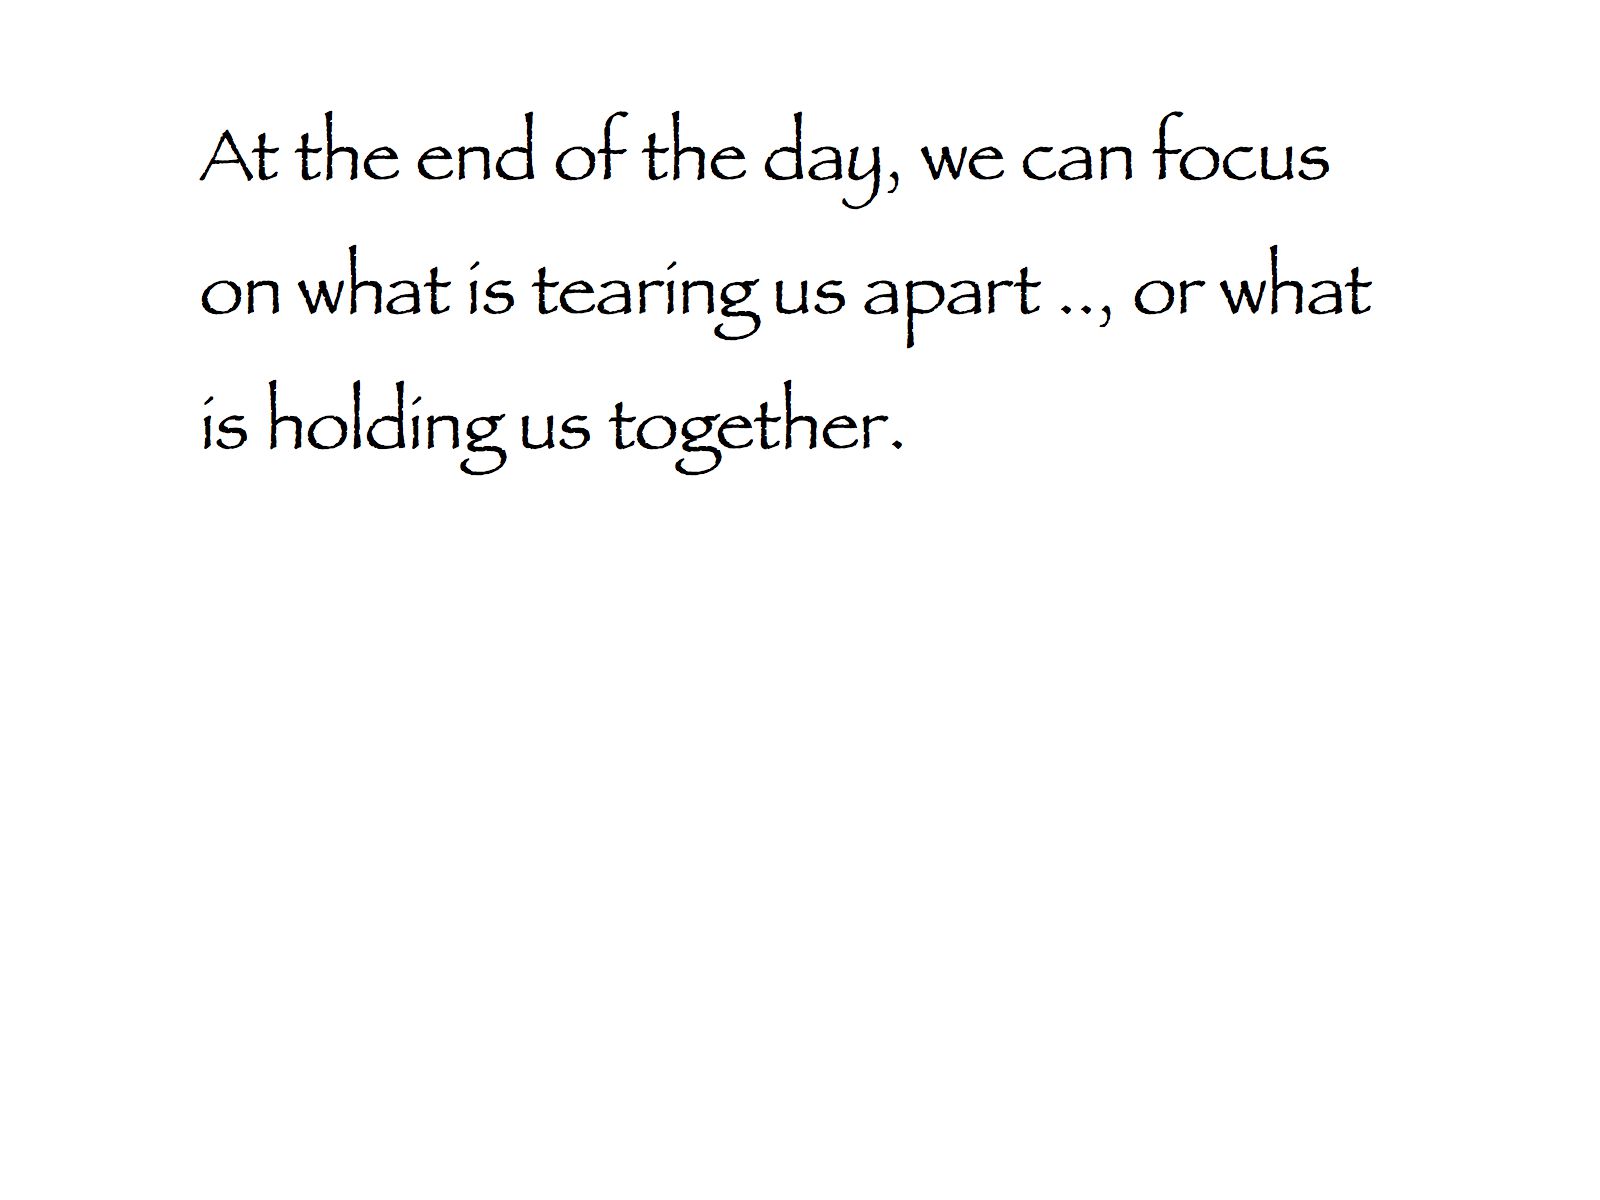 At the end of the day, we can focus
on what is tearing us apart .., or what
is holding us together.